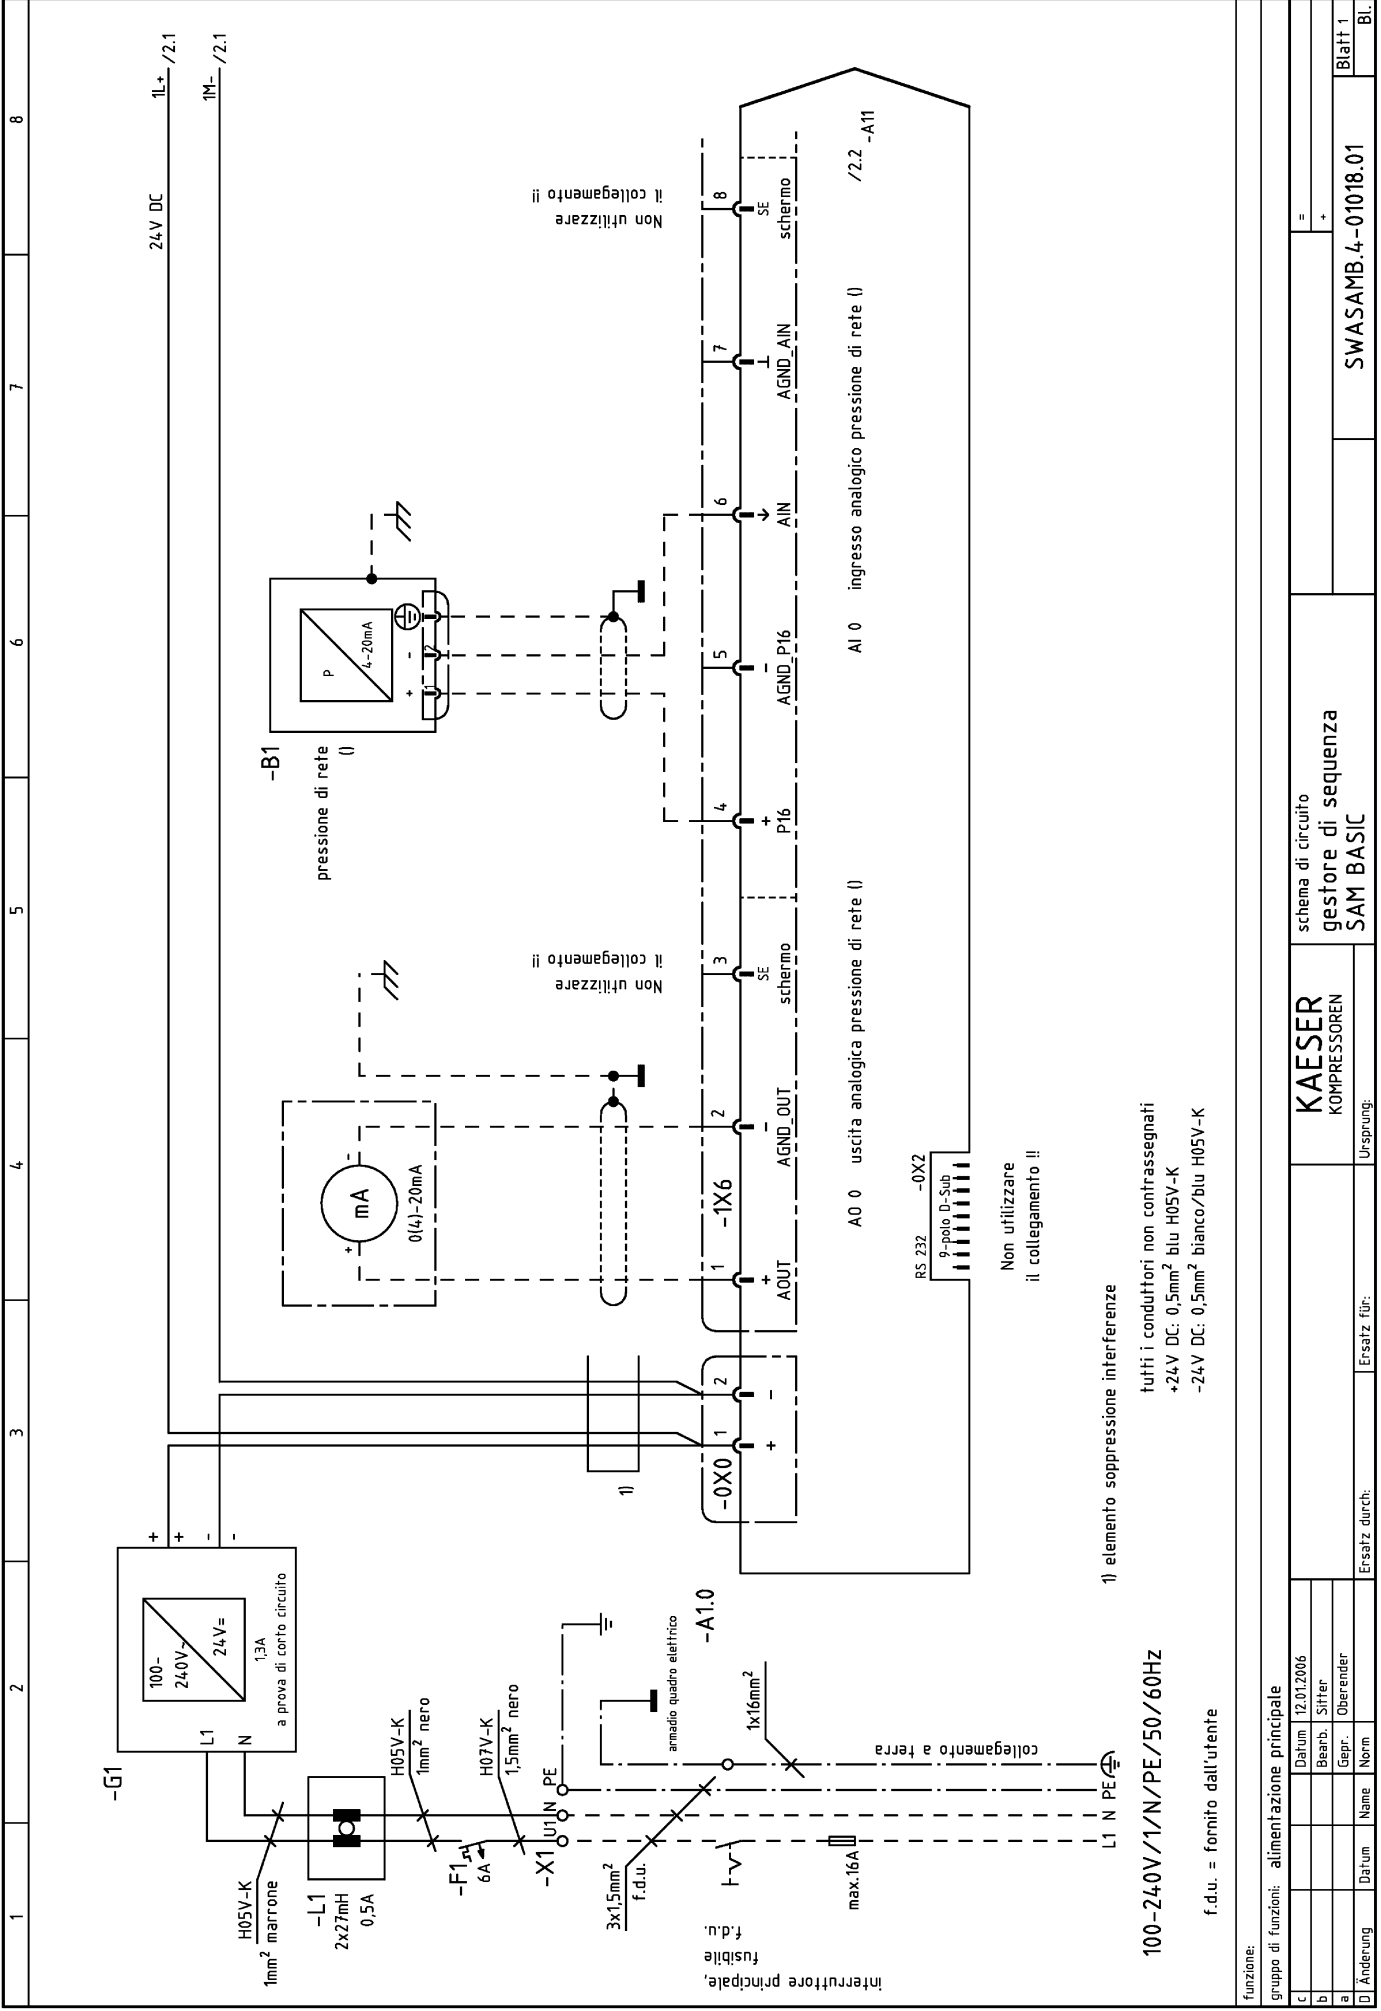 1
2
3
4
5
6
7
8
1L+ /2.1
24V DC
1M- /2.1
-G1
100-
240V~
24V=
1,3A
a prova di corto circuito
L1
N
+
+
-
-
H05V-K
1mm² marrone
-L1
2x27mH
0,5A
H05V-K
1mm² nero
-F1
6A
H07V-K
1,5mm² nero
-X1
U1
N
PE
3x1,5mm²
f.d.u.
interruttore principale,
fusibile
f.d.u.
max.16A
armadio quadro elettrico
1x16mm²
collegamento a terra
L1 N PE
100-240V/1/N/PE/50/60Hz
f.d.u. = fornito dall'utente
1)
-0X0
1
2
+
-
-A1.0
mA
+
-
0(4)-20mA
-1X6
1
+
AOUT
2
-
AGND_OUT
Non utilizzare
il collegamento !!
3
SE
schermo
AO 0 uscita analogica pressione di rete ()
-B1
pressione di rete
()
P
4-20mA
+
-
1
2
4
+
P16
5
-
AGND_P16
6
AIN
7
AGND_AIN
Non utilizzare
il collegamento !!
8
SE
schermo
AI 0 ingresso analogico pressione di rete ()
/2.2
-A11
RS 232
-0X2
9-polo D-Sub
Non utilizzare
il collegamento !!
1) elemento soppressione interferenze
tutti i conduttori non contrassegnati
+24V DC: 0,5mm² blu H05V-K
-24V DC: 0,5mm² bianco/blu H05V-K
funzione:
gruppo di funzioni: alimentazione principale
c
b
a
D Änderung
Datum
Name
Datum 12.01.2006
Bearb. Sitter
Gepr. Oberender
Norm
Ersatz durch:
Ersatz für:
Ursprung:
KAESER
KOMPRESSOREN
schema di circuito
gestore di sequenza
SAM BASIC
SWASAMB.4-01018.01
=
+
Blatt 1
Bl.